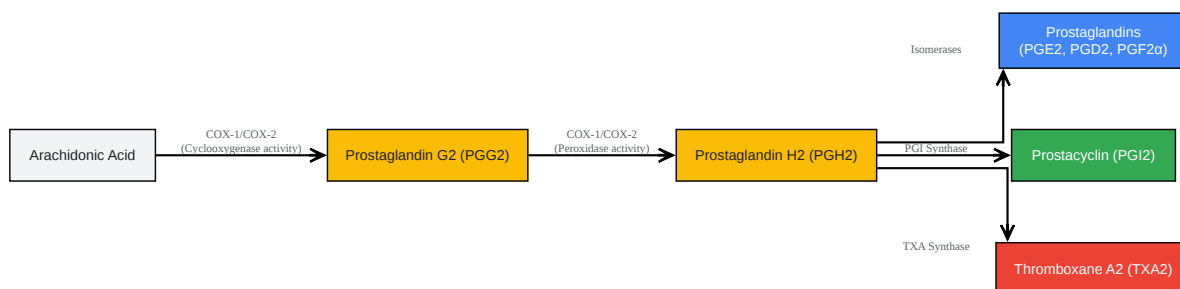 Prostaglandins
(PGE2, PGD2, PGF2α)
Isomerases
COX-1/COX-2
(Cyclooxygenase activity)
COX-1/COX-2
(Peroxidase activity)
Arachidonic Acid
Prostaglandin G2 (PGG2)
Prostaglandin H2 (PGH2)
PGI Synthase
Prostacyclin (PGI2)
TXA Synthase
Thromboxane A2 (TXA2)